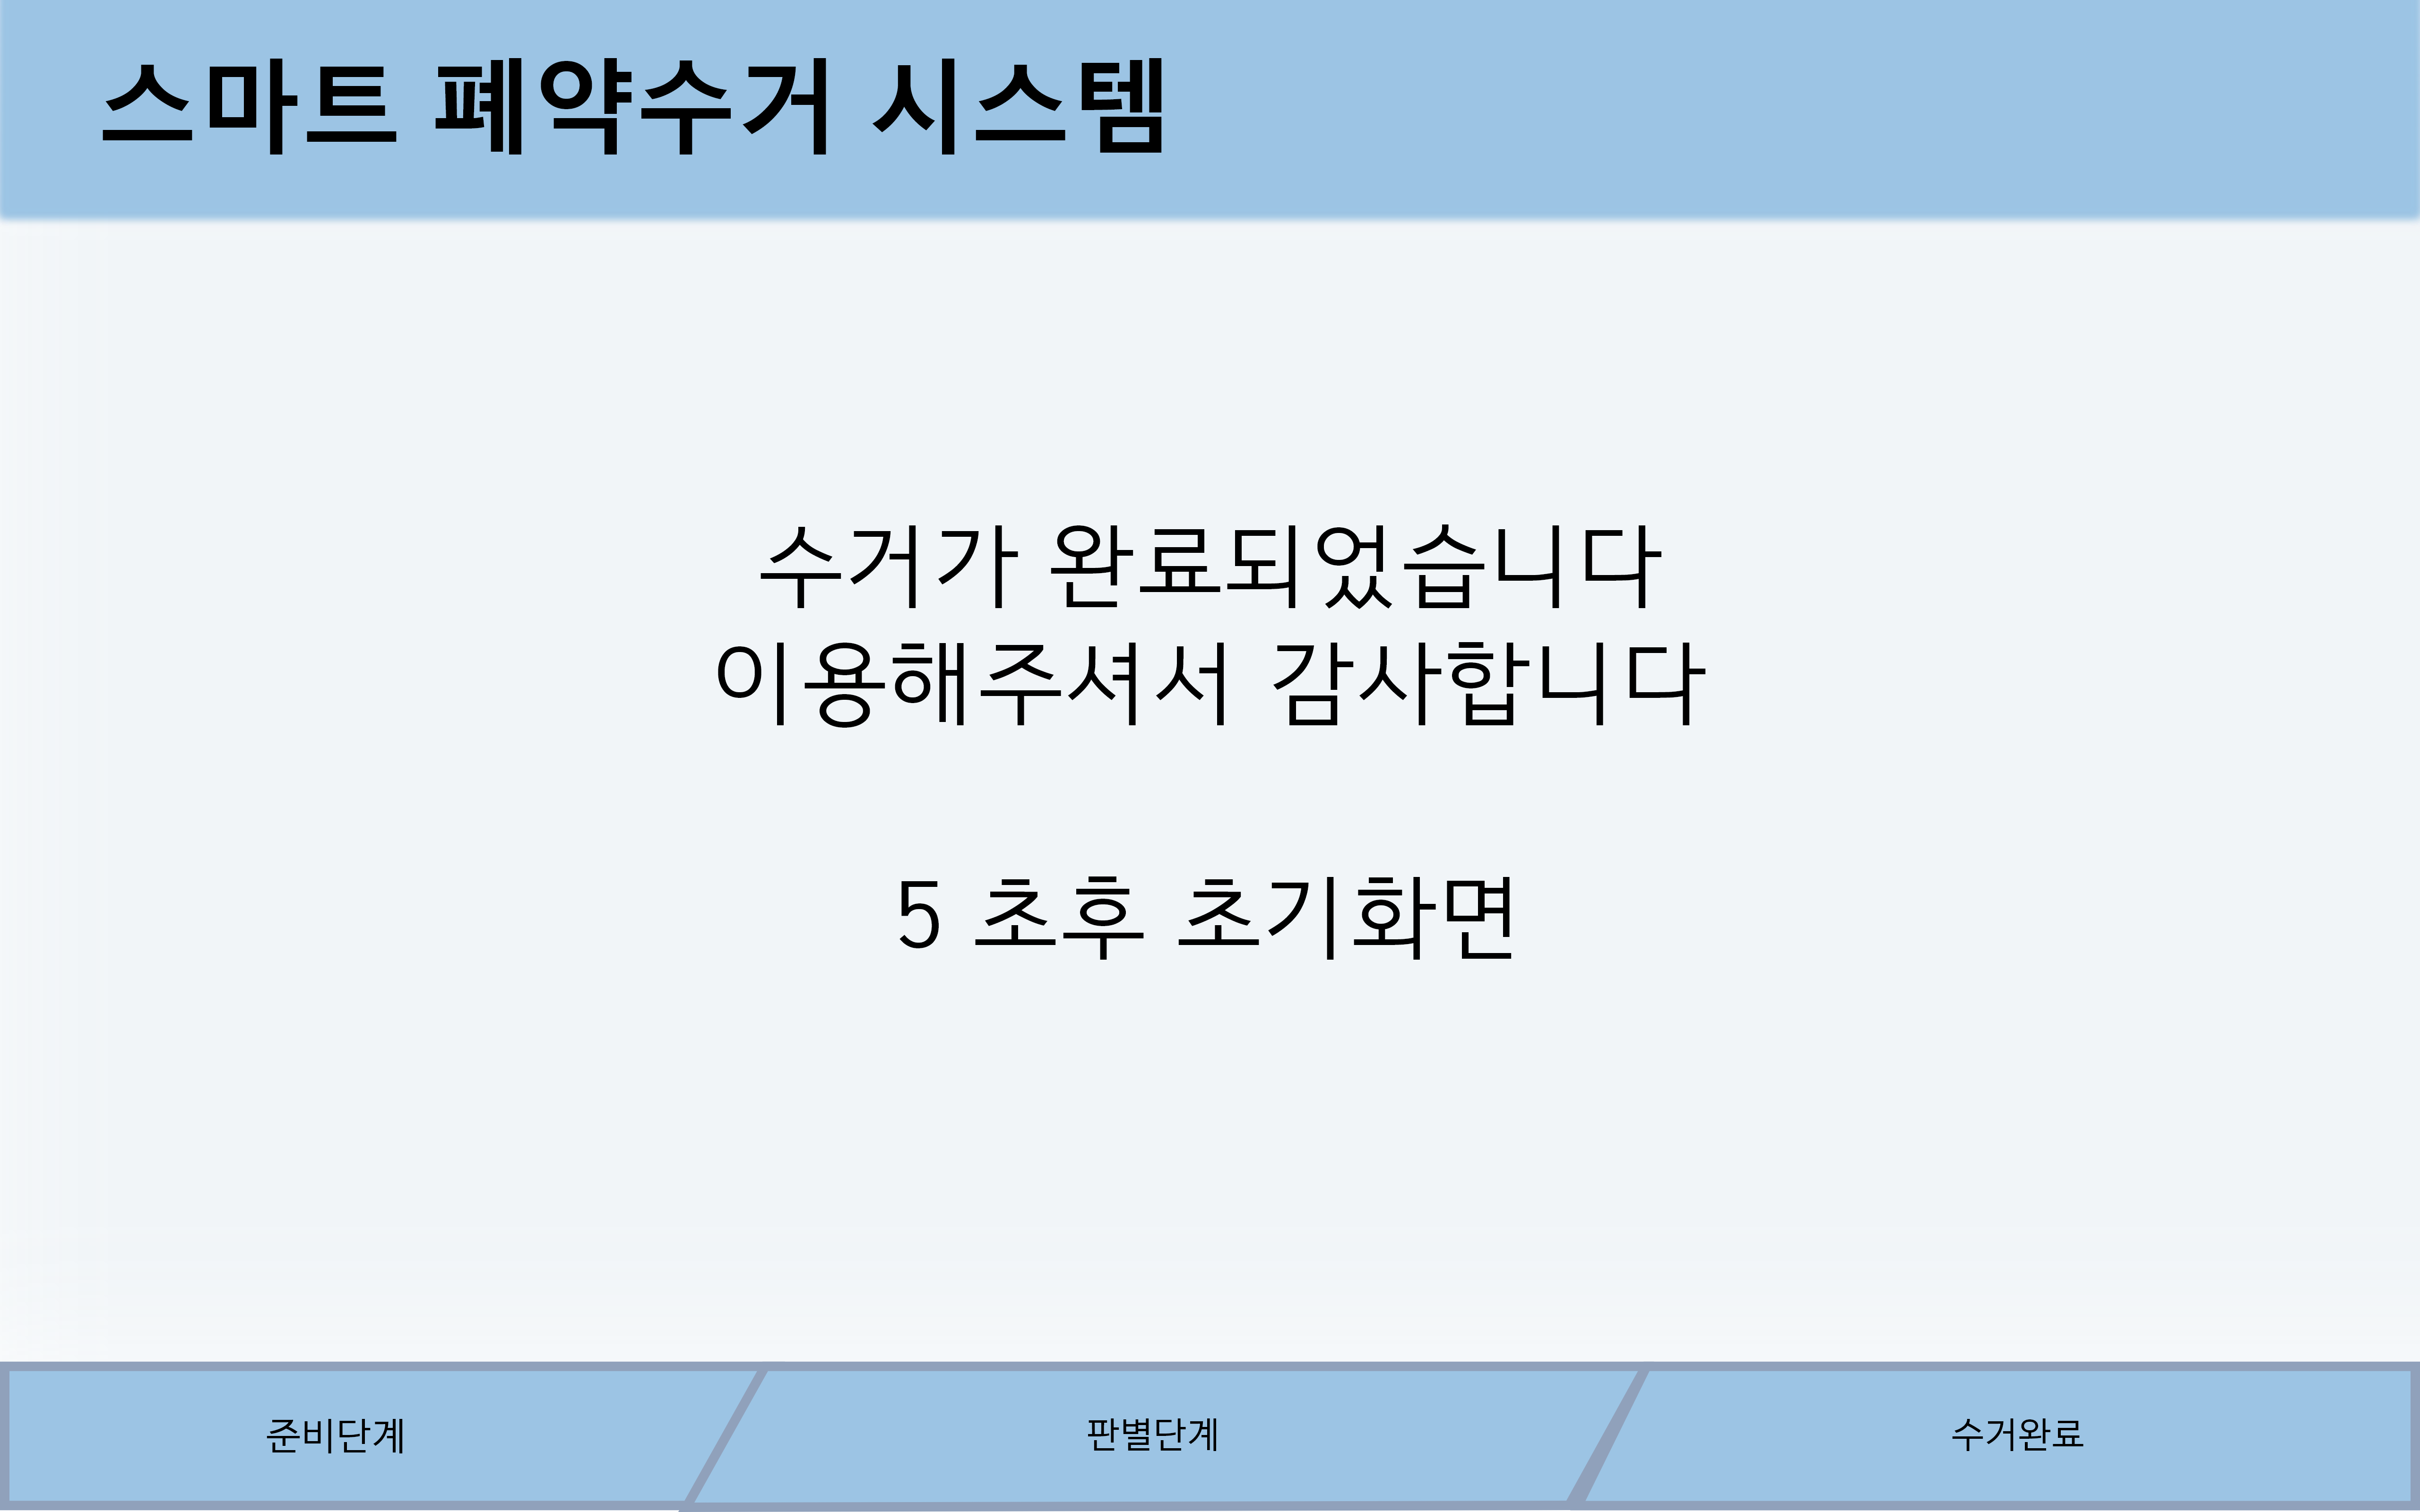 스마트 폐약수거 시스템
수거가 완료되었습니다
이용해주셔서 감사합니다
5 초후 초기화면
준비단계
판별단계
수거완료